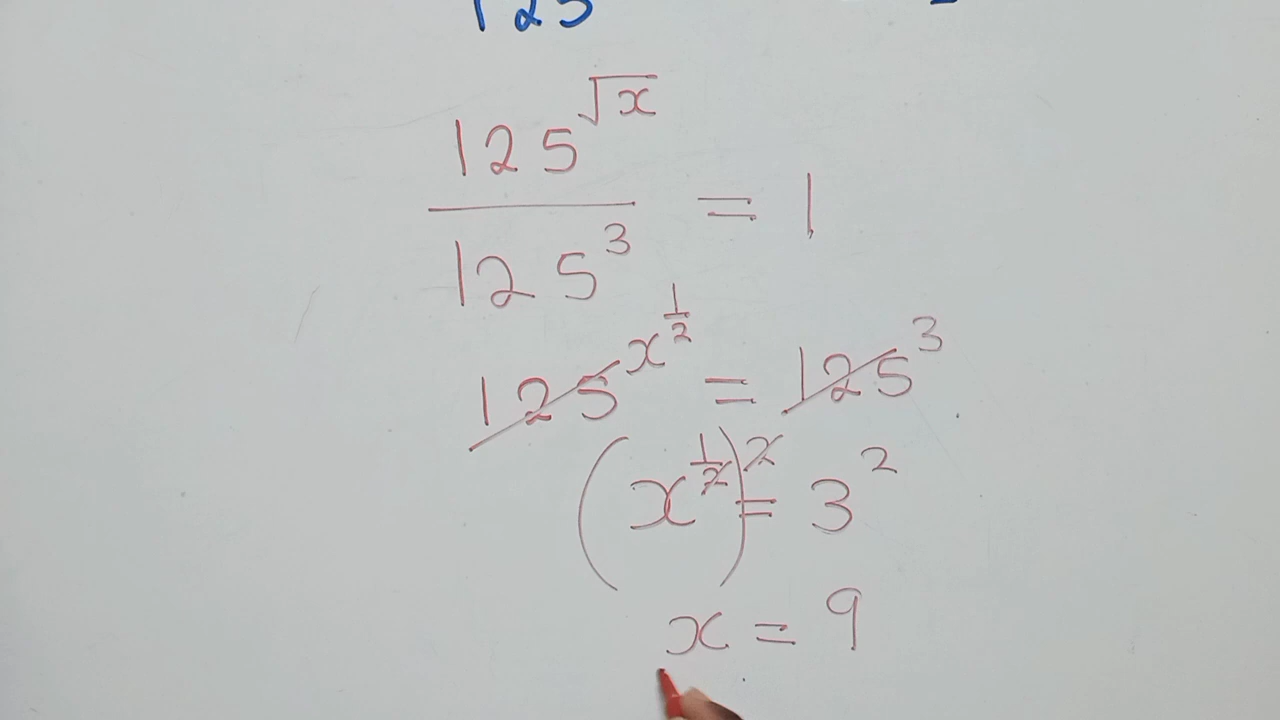 125
125^√x / 125^3 = 1
125^x^1/2 = 125^3
(x^1/2)^2 = 3^2
x = 9